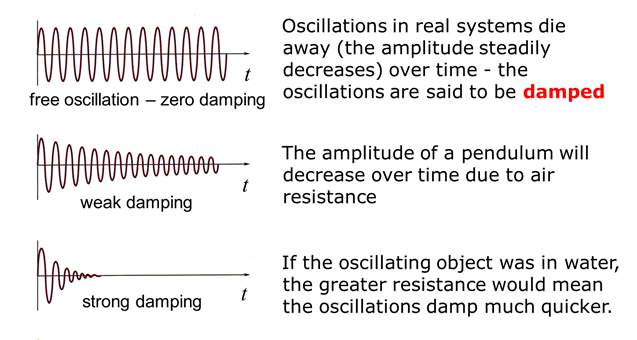 Oscillations in real systems die
away (the amplitude steadily
decreases) over time - the
oscillations are said to be damped
t
free oscillation – zero damping
The amplitude of a pendulum will
decrease over time due to air
resistance
t
weak damping
If the oscillating object was in water,
the greater resistance would mean
the oscillations damp much quicker.
t
strong damping